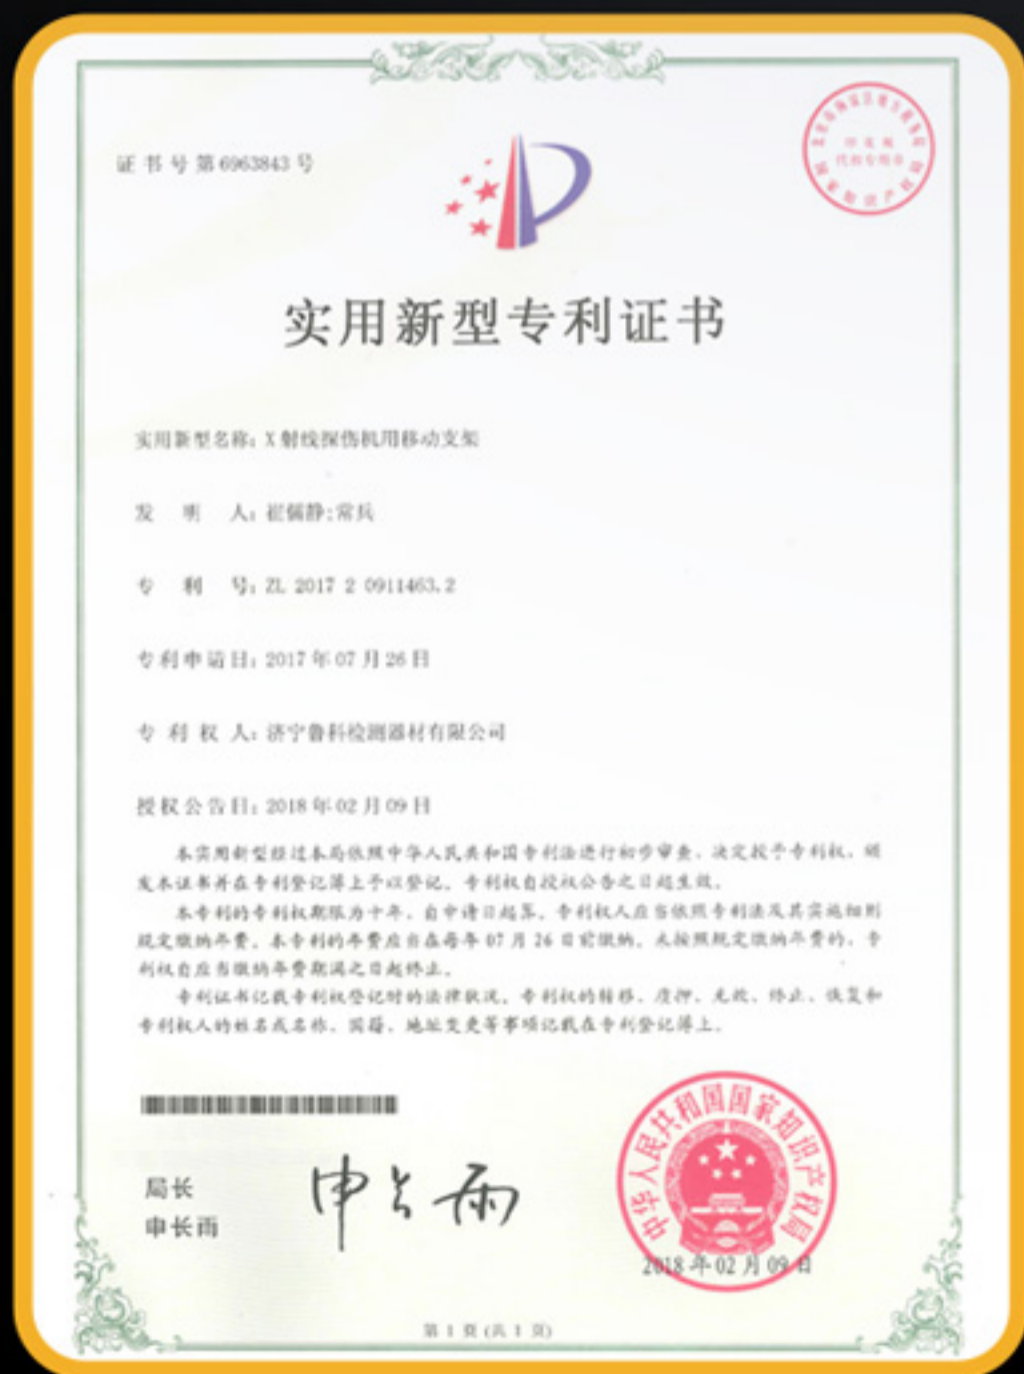 证书号第6963843号
实用新型专利证书
实用新型名称：X射线探伤机用移动支架
发 明 人：崔儒静;常兵
专 利 号：ZL 2017 2 0911463.2
专利申请日：2017年07月26日
专 利 权 人：济宁鲁科检测器材有限公司
授权公告日：2018年02月09日
本实用新型经过本局依照中华人民共和国专利法进行初步审查，决定授予专利权，颁
发本证书并在专利登记簿上予以登记。专利权自授权公告之日起生效。
本专利的专利权期限为十年，自申请日起算。专利权人应当依照专利法及其实施细则
规定缴纳年费。本专利的年费应当在每年07月26日前缴纳。未按照规定缴纳年费的，专
利权自应当缴纳年费期满之日起终止。
专利证书记载专利权登记时的法律状况。专利权的转移、质押、无效、终止、恢复和
专利权人的姓名或名称、国籍、地址变更等事项记载在专利登记簿上。
局长
申长雨
申长雨
中华人民共和国国家知识产权局
2018年02月09日
第1页(共1页)